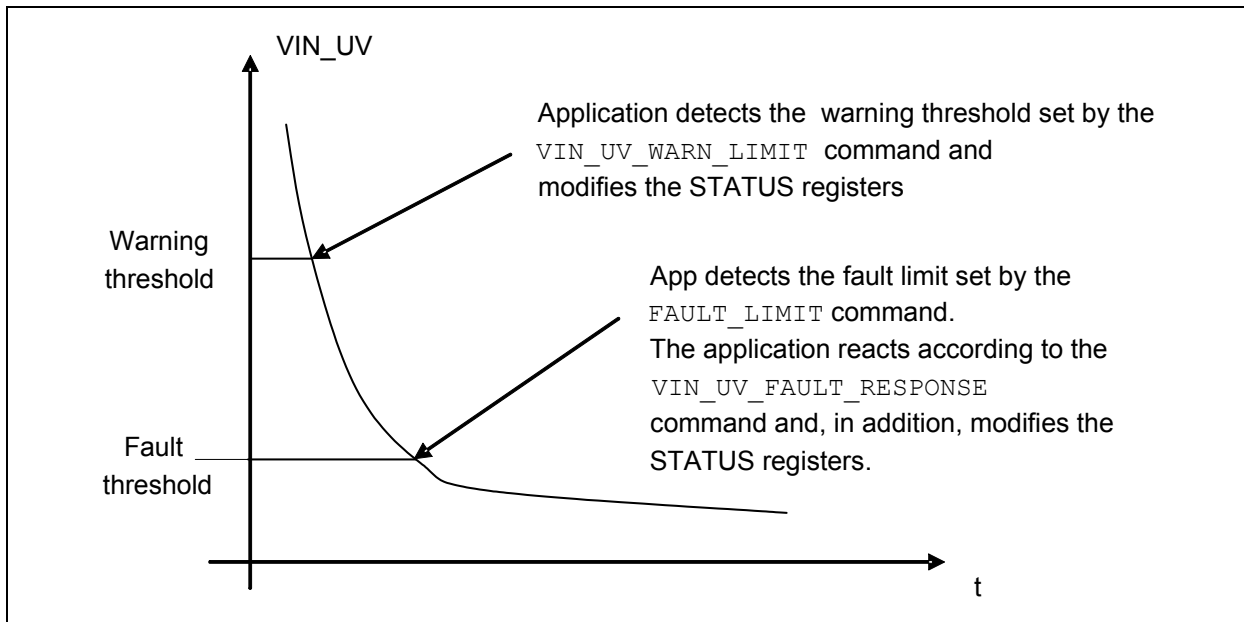 VIN_UV
Application detects the  warning threshold set by the
VIN_UV_WARN_LIMIT command and
modifies the STATUS registers
Warning
threshold
App detects the fault limit set by the
FAULT_LIMIT command.
The application reacts according to the
VIN_UV_FAULT_RESPONSE
command and, in addition, modifies the
STATUS registers.
Fault
threshold
t